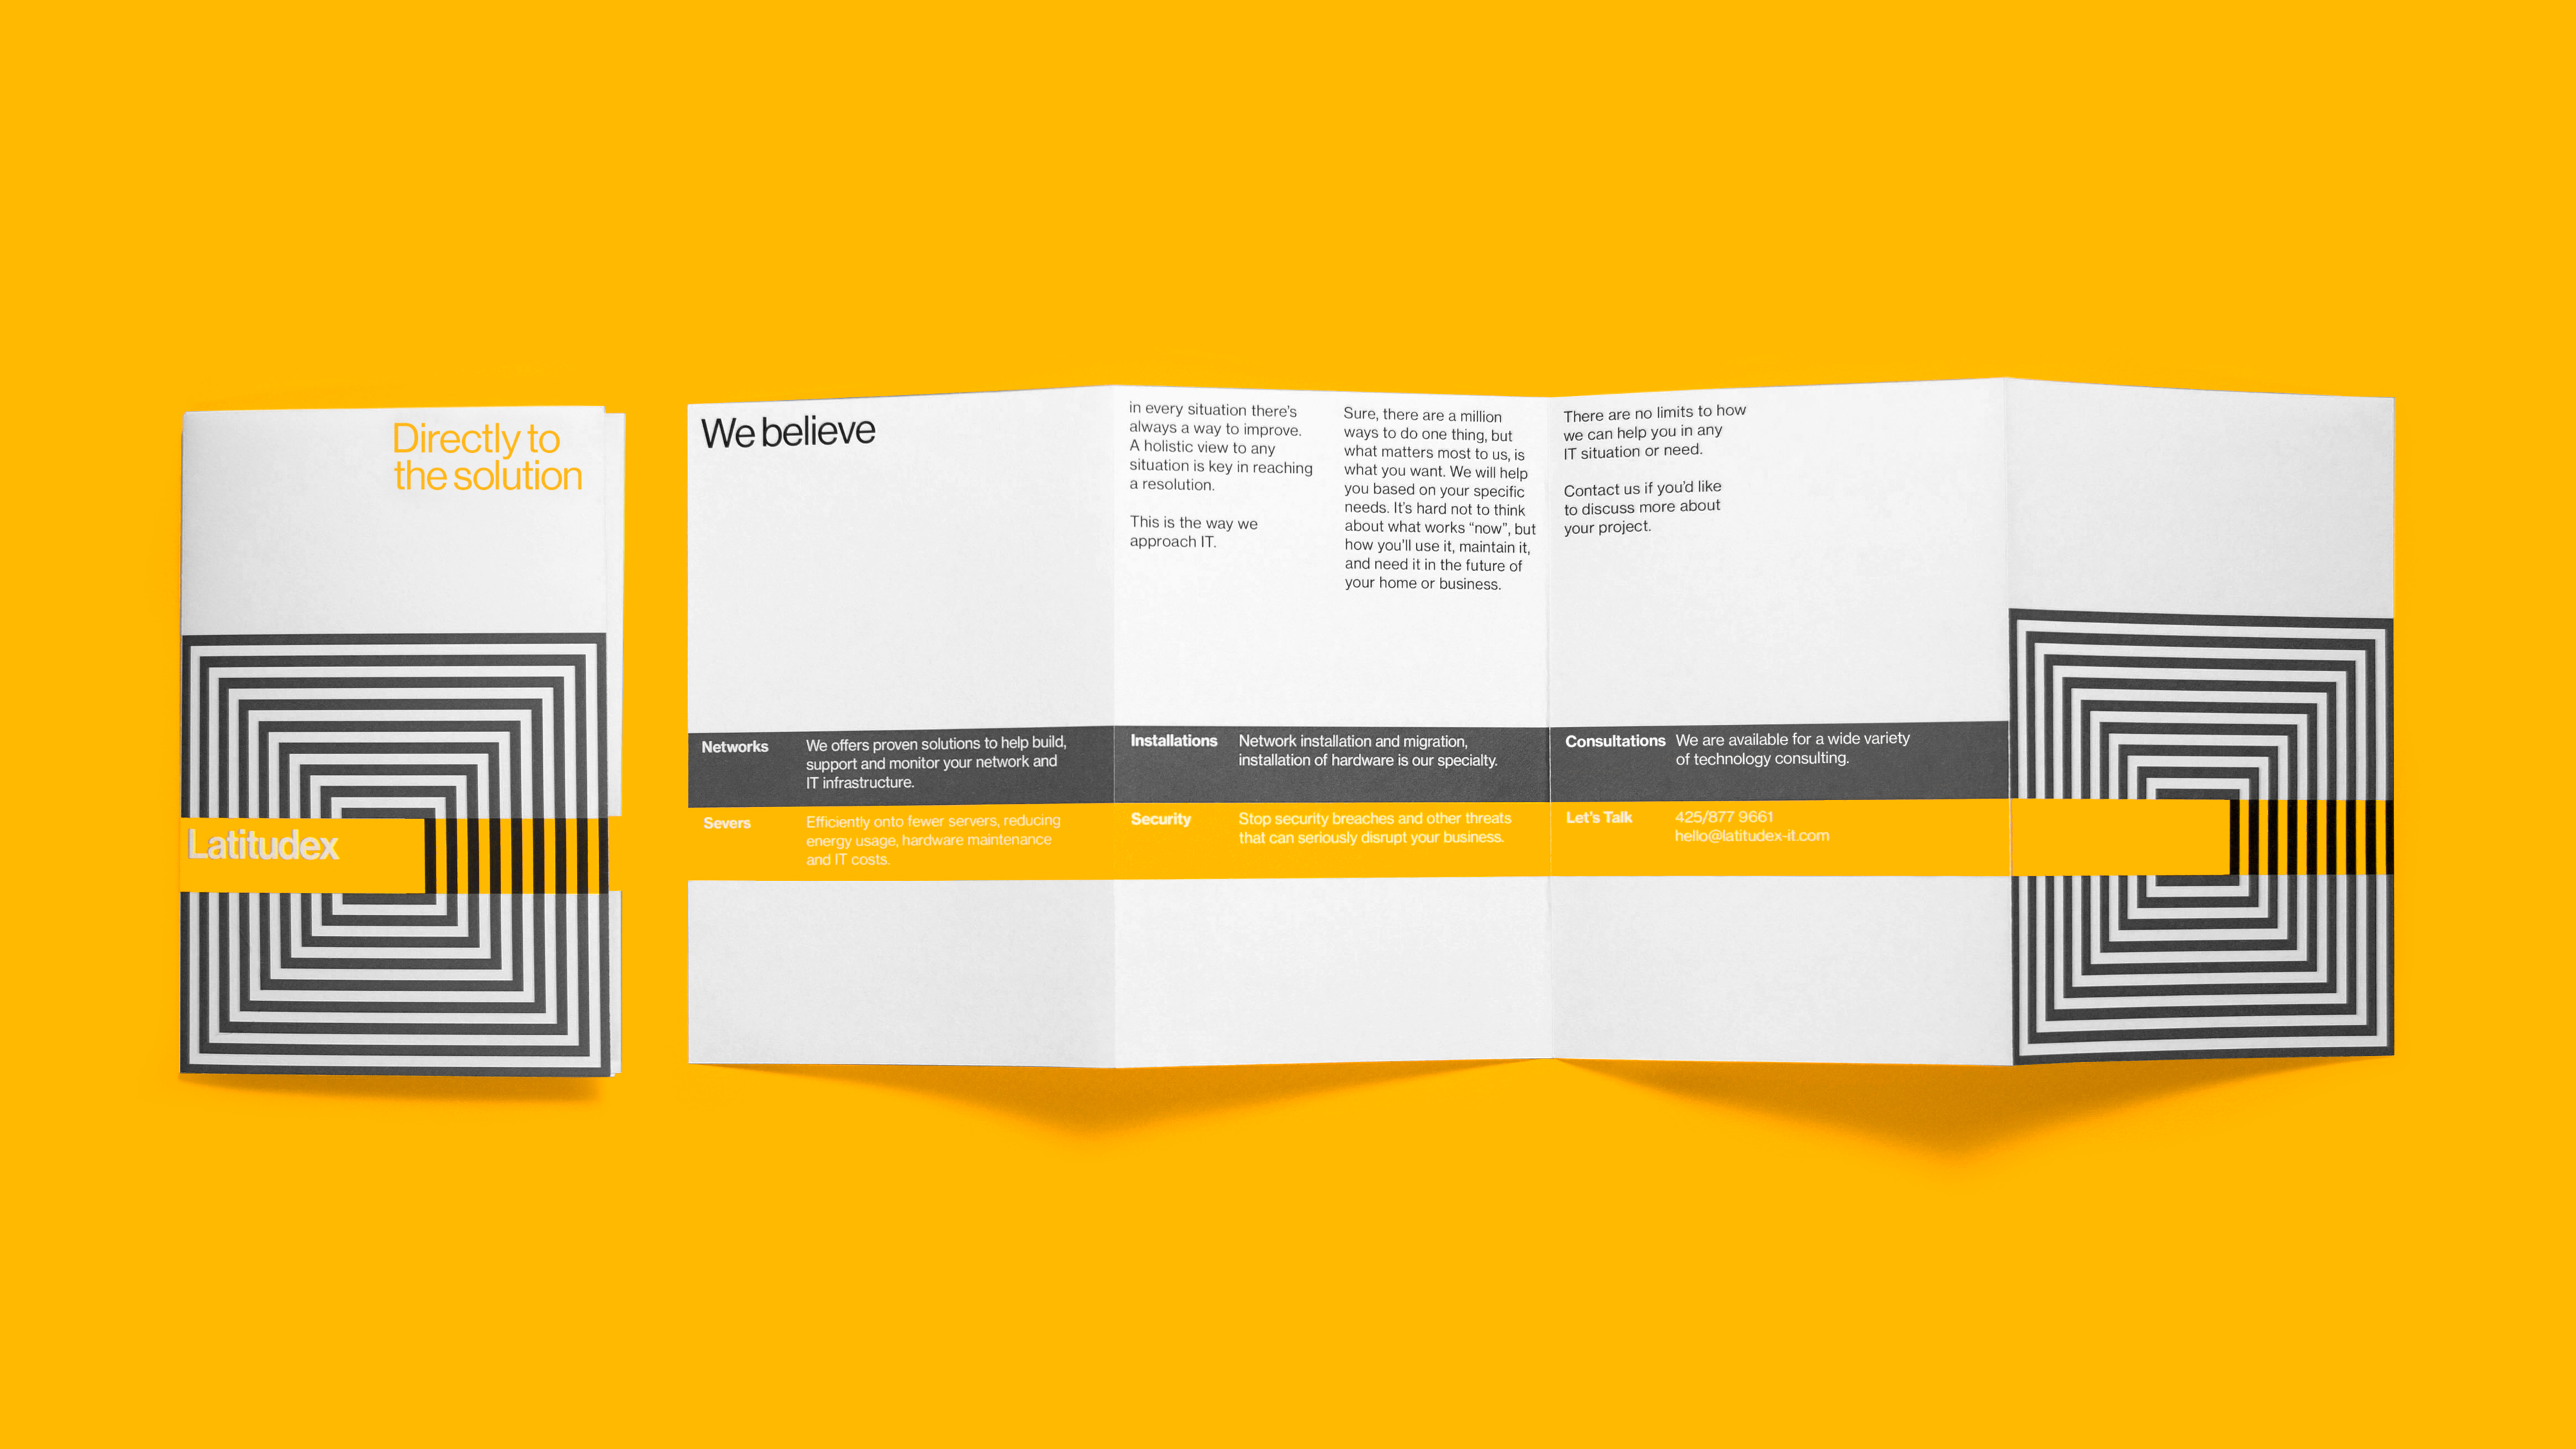 Directly to
the solution
Latitudex
We believe
in every situation there's
always a way to improve.
A holistic view to any
situation is key in reaching
a resolution.
This is the way we
approach IT.
Sure, there are a million
ways to do one thing, but
what matters most to us, is
what you want. We will help
you based on your specific
needs. It's hard not to think
about what works “now”, but
how you'll use it, maintain it,
and need it in the future of
your home or business.
There are no limits to how
we can help you in any
IT situation or need.
Contact us if you'd like
to discuss more about
your project.
Networks
We offers proven solutions to help build,
support and monitor your network and
IT infrastructure.
Installations
Network installation and migration,
installation of hardware is our specialty.
Consultations
We are available for a wide variety
of technology consulting.
Severs
Efficiently onto fewer servers, reducing
energy usage, hardware maintenance
and IT costs.
Security
Stop security breaches and other threats
that can seriously disrupt your business.
Let's Talk
425/877 9661
hello@latitudex-it.com